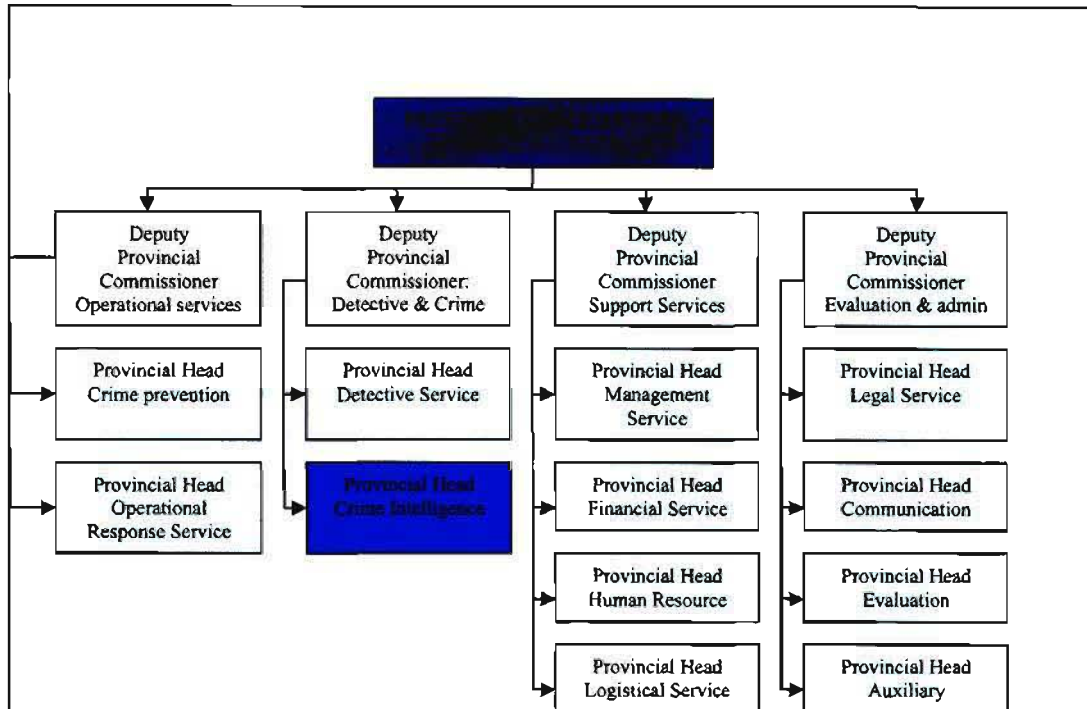 Deputy
Provincial
Commissioner
Operational services
Deputy
Provincial
Commissioner:
Detective & Crime
Deputy
Provincial
Commissioner
Support Services
Deputy
Provincial
Commissioner
Evaluation & admin
Provincial Head
Crime prevention
Provincial Head
Detective Service
Provincial Head
Management
Service
Provincial Head
Legal Service
Provincial Head
Operational
Response Service
Provincial Head
Crime Intelligence
Provincial Head
Financial Service
Provincial Head
Communication
Provincial Head
Human Resource
Provincial Head
Evaluation
Provincial Head
Logistical Service
Provincial Head
Auxiliary